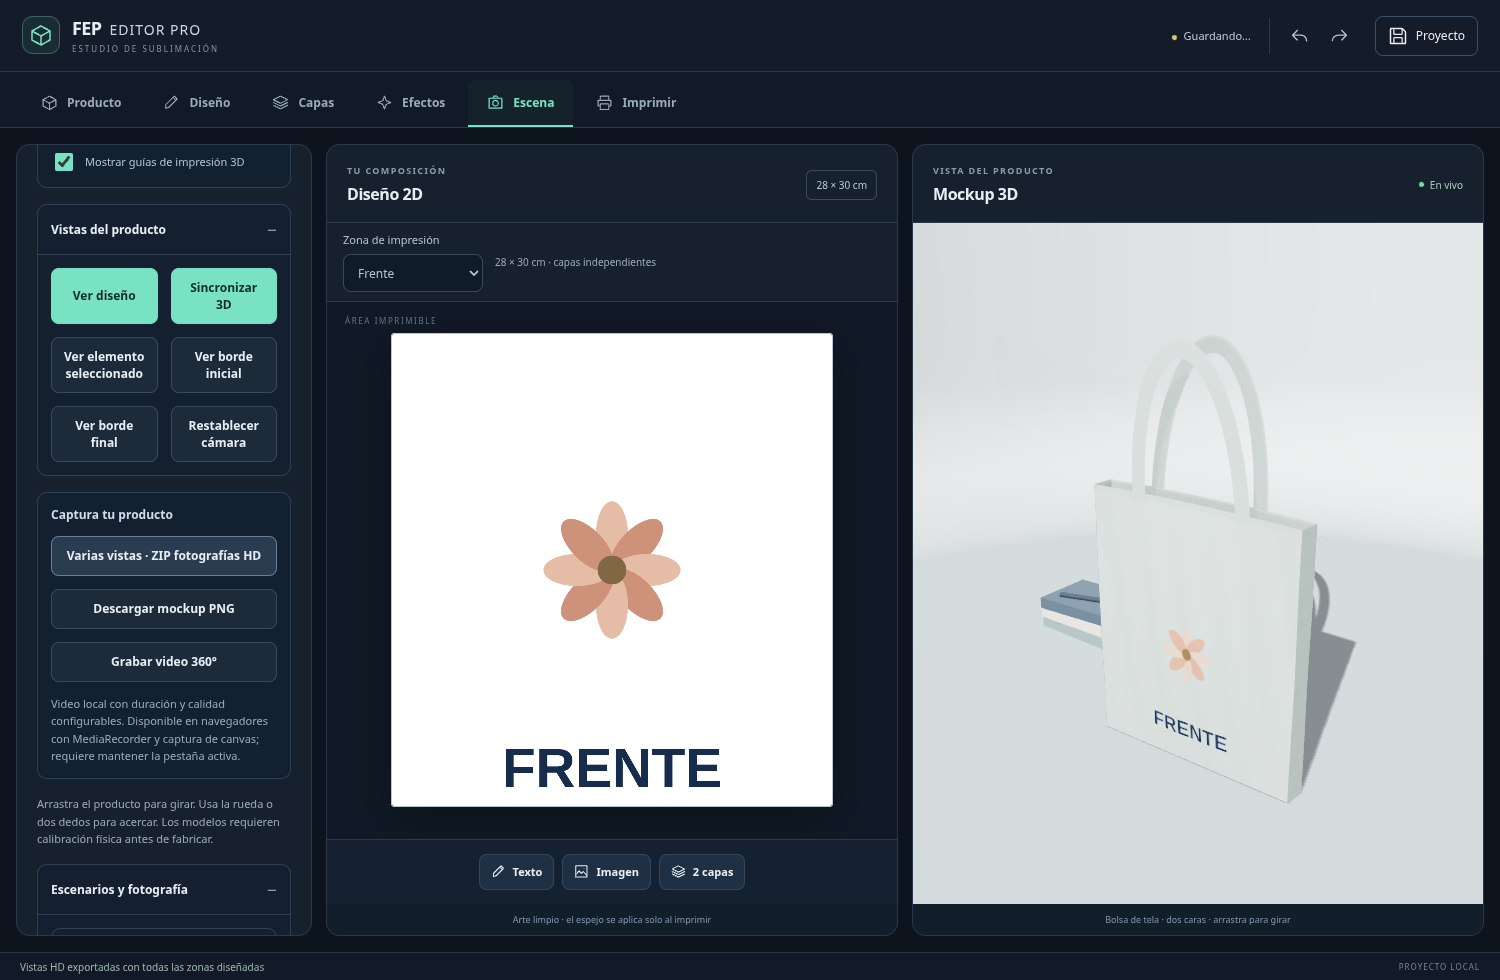 FEP EDITOR PRO
ESTUDIO DE SUBLIMACIÓN
Guardando...
Proyecto
Producto
Diseño
Capas
Efectos
Escena
Imprimir
Mostrar guías de impresión 3D
Vistas del producto
Ver diseño
Sincronizar
3D
Ver elemento
seleccionado
Ver borde
inicial
Ver borde
final
Restablecer
cámara
Captura tu producto
Varias vistas · ZIP fotografías HD
Descargar mockup PNG
Grabar video 360°
Video local con duración y calidad
configurables. Disponible en navegadores
con MediaRecorder y captura de canvas;
requiere mantener la pestaña activa.
Arrastra el producto para girar. Usa la rueda o
dos dedos para acercar. Los modelos requieren
calibración física antes de fabricar.
Escenarios y fotografía
TU COMPOSICIÓN
Diseño 2D
28 × 30 cm
Zona de impresión
Frente
28 × 30 cm · capas independientes
ÁREA IMPRIMIBLE
FRENTE
Texto
Imagen
2 capas
Arte limpio · el espejo se aplica solo al imprimir
VISTA DEL PRODUCTO
Mockup 3D
En vivo
FRENTE
Bolsa de tela · dos caras · arrastra para girar
Vistas HD exportadas con todas las zonas diseñadas
PROYECTO LOCAL